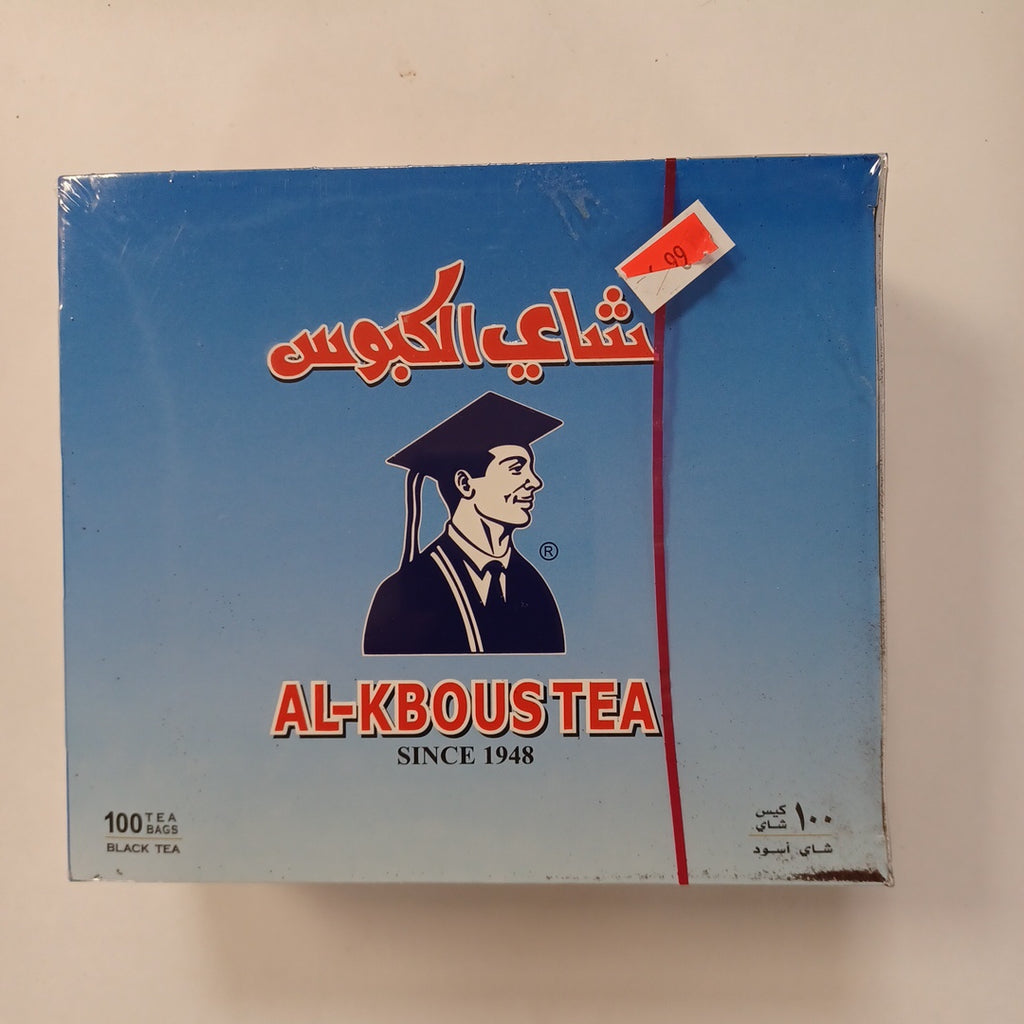 شاي الكبوس
®
AL-KBOUS TEA
SINCE 1948
100 TEA BAGS
BLACK TEA
١٠٠ كيس شاي
شاي أسود